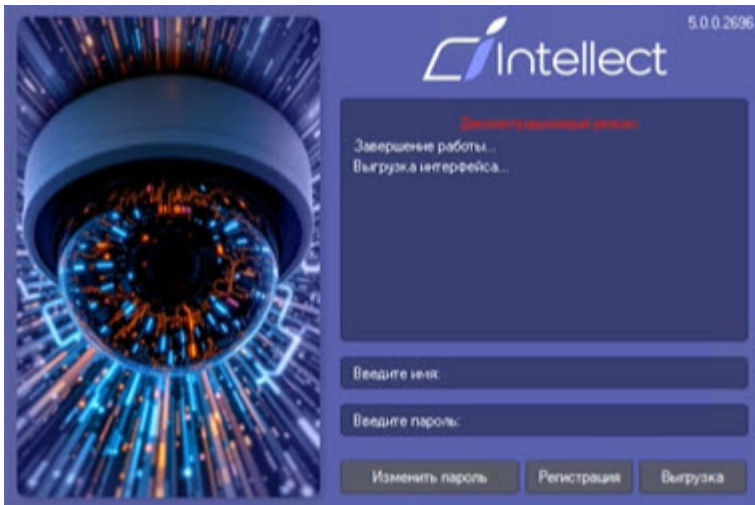 5.0.0.2696
Intellect
Демонстрационный режим
Завершение работы...
Выгрузка интерфейса...
Введите имя:
Введите пароль:
Изменить пароль
Регистрация
Выгрузка